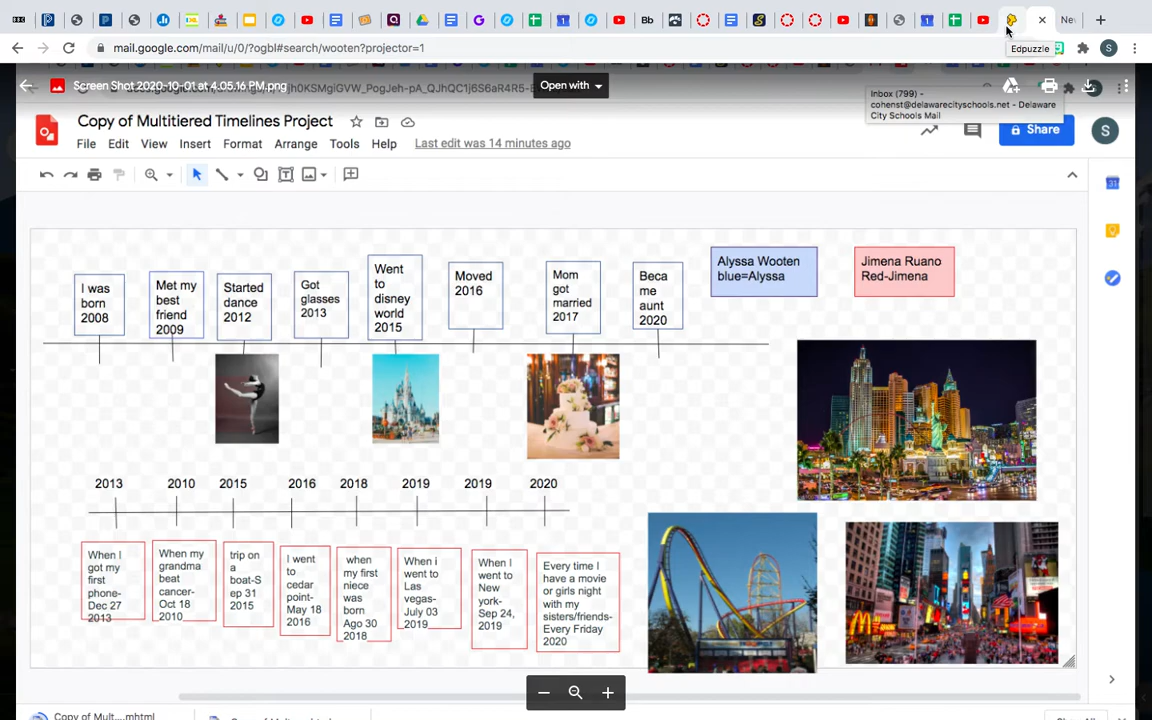 Bb
S
Nev
mail.google.com/mail/u/0/?ogbl#search/wooten?projector=1
Edpuzzle
S
Screen Shot 2020-10-01 at 4.05.16 PM.png
Open with
Inbox (799) -
cohenst@delawarecityschools.net - Delaware
City Schools Mail
Copy of Multitiered Timelines Project
Share
S
File Edit View Insert Format Arrange Tools Help Last edit was 14 minutes ago
I was
born
2008
Met my
best
friend
2009
Started
dance
2012
Got
glasses
2013
Went
to
disney
world
2015
Moved
2016
Mom
got
married
2017
Beca
me
aunt
2020
Alyssa Wooten
blue=Alyssa
Jimena Ruano
Red-Jimena
2013 2010 2015 2016 2018 2019 2019 2020
When I
got my
first
phone-
Dec 27
2013
When my
grandma
beat
cancer-
Oct 18
2010
trip on
a
boat-S
ep 31
2015
I went
to
cedar
point-
May 18
2016
when
my first
niece
was
born
Ago 30
2018
When i
went to
Las
vegas-
July 03
2019
When I
went to
New
york-
Sep 24,
2019
Every time I
have a movie
or girls night
with my
sisters/friends-
Every Friday
2020
Copy of Mult....mhtml